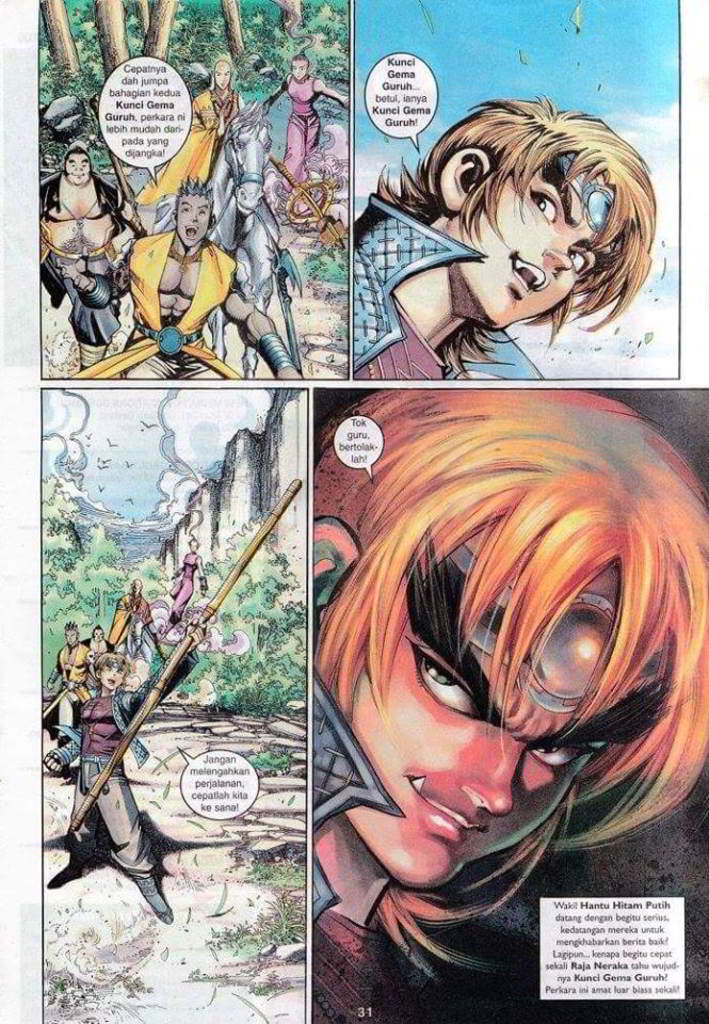 Cepatnya
dah jumpa
bahagian kedua
Kunci Gema
Guruh, perkara ni
lebih mudah dari-
pada yang
dijangka!
Kunci
Gema
Guruh...
betul, ianya
Kunci Gema
Guruh!
Jangan
melengahkan
perjalanan,
cepatlah kita
ke sana!
Tok
guru,
bertolak-
lah!
Wakil Hantu Hitam Putih
datang dengan begitu serius,
kedatangan mereka untuk
mengkhabarkan berita baik?
Lagipun... kenapa begitu cepat
sekali Raja Neraka tahu wujud-
nya Kunci Gema Guruh?
Perkara ini amat luar biasa sekali!
31